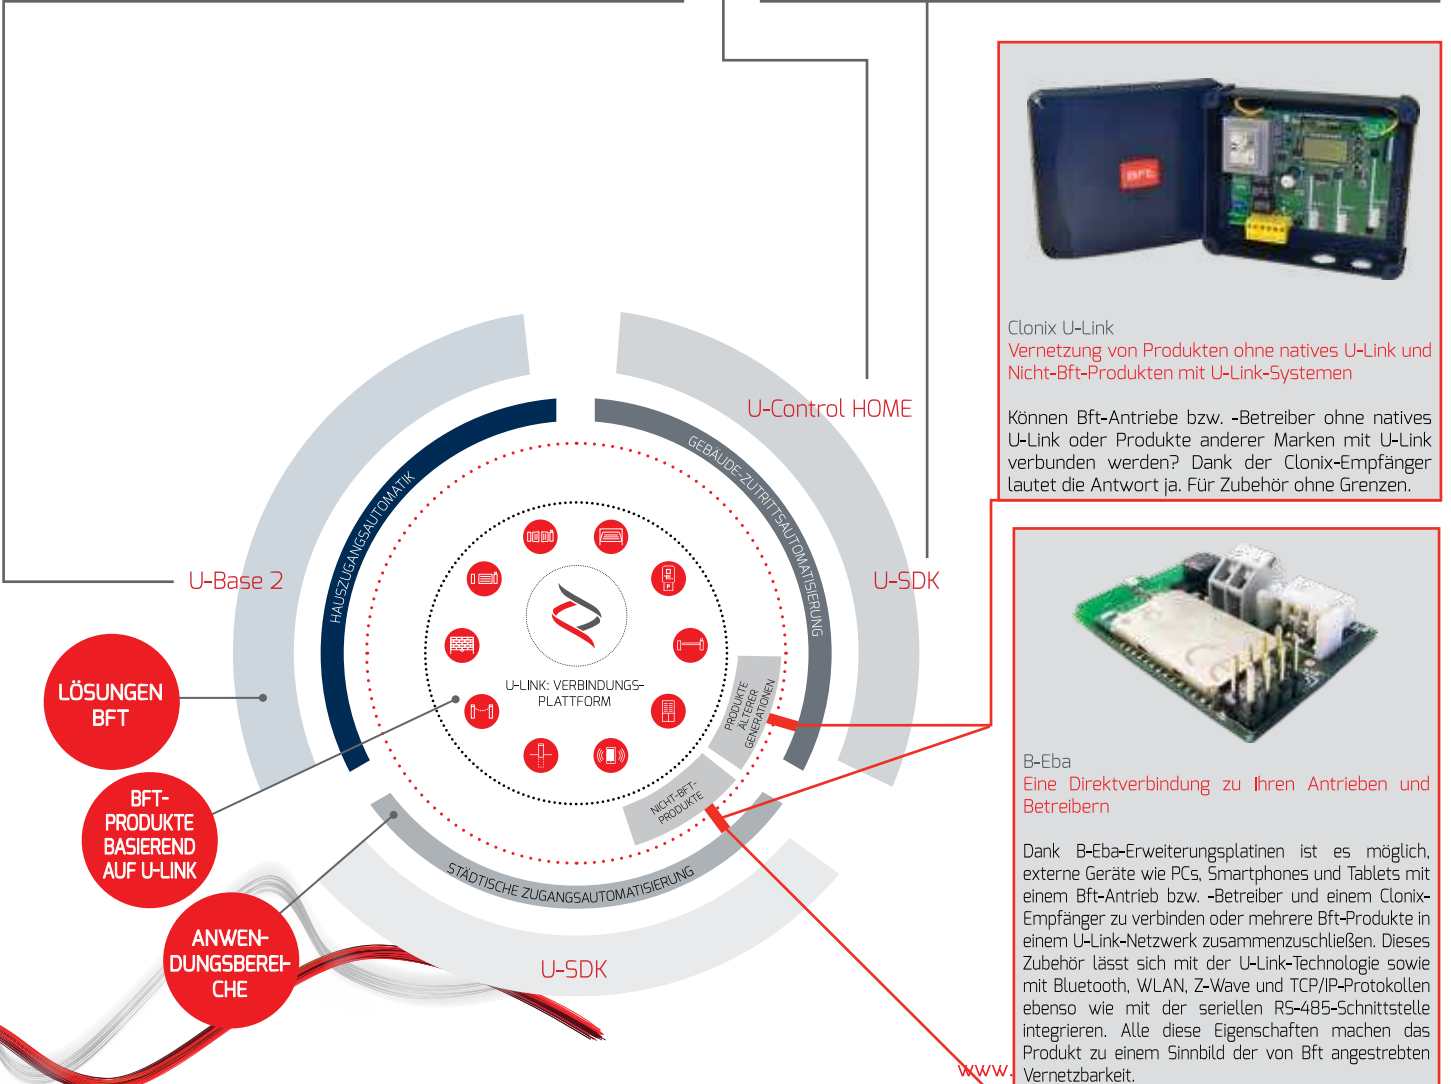 BFT
Clonix U-Link
Vernetzung von Produkten ohne natives U-Link und
Nicht-Bft-Produkten mit U-Link-Systemen
Können Bft-Antriebe bzw. -Betreiber ohne natives
U-Link oder Produkte anderer Marken mit U-Link
verbunden werden? Dank der Clonix-Empfänger
lautet die Antwort ja. Für Zubehör ohne Grenzen.
U-Control HOME
GEBÄUDE-ZUTRITTSAUTOMATISIERUNG
HAUSZUGANGSAUTOMATIK
U-Base 2
U-SDK
P
U-LINK: VERBINDUNGS-
PLATTFORM
PRODUKTE
ÄLTERER
GENERATIONEN
NICHT-BFT-
PRODUKTE
STÄDTISCHE ZUGANGSAUTOMATISIERUNG
U-SDK
LÖSUNGEN
BFT
BFT-
PRODUKTE
BASIEREND
AUF U-LINK
ANWEN-
DUNGSBEREI-
CHE
B-Eba
Eine Direktverbindung zu Ihren Antrieben und
Betreibern
Dank B-Eba-Erweiterungsplatinen ist es möglich,
externe Geräte wie PCs, Smartphones und Tablets mit
einem Bft-Antrieb bzw. -Betreiber und einem Clonix-
Empfänger zu verbinden oder mehrere Bft-Produkte in
einem U-Link-Netzwerk zusammenzuschließen. Dieses
Zubehör lässt sich mit der U-Link-Technologie sowie
mit Bluetooth, WLAN, Z-Wave und TCP/IP-Protokollen
ebenso wie mit der seriellen RS-485-Schnittstelle
integrieren. Alle diese Eigenschaften machen das
Produkt zu einem Sinnbild der von Bft angestrebten
Vernetzbarkeit.
www.